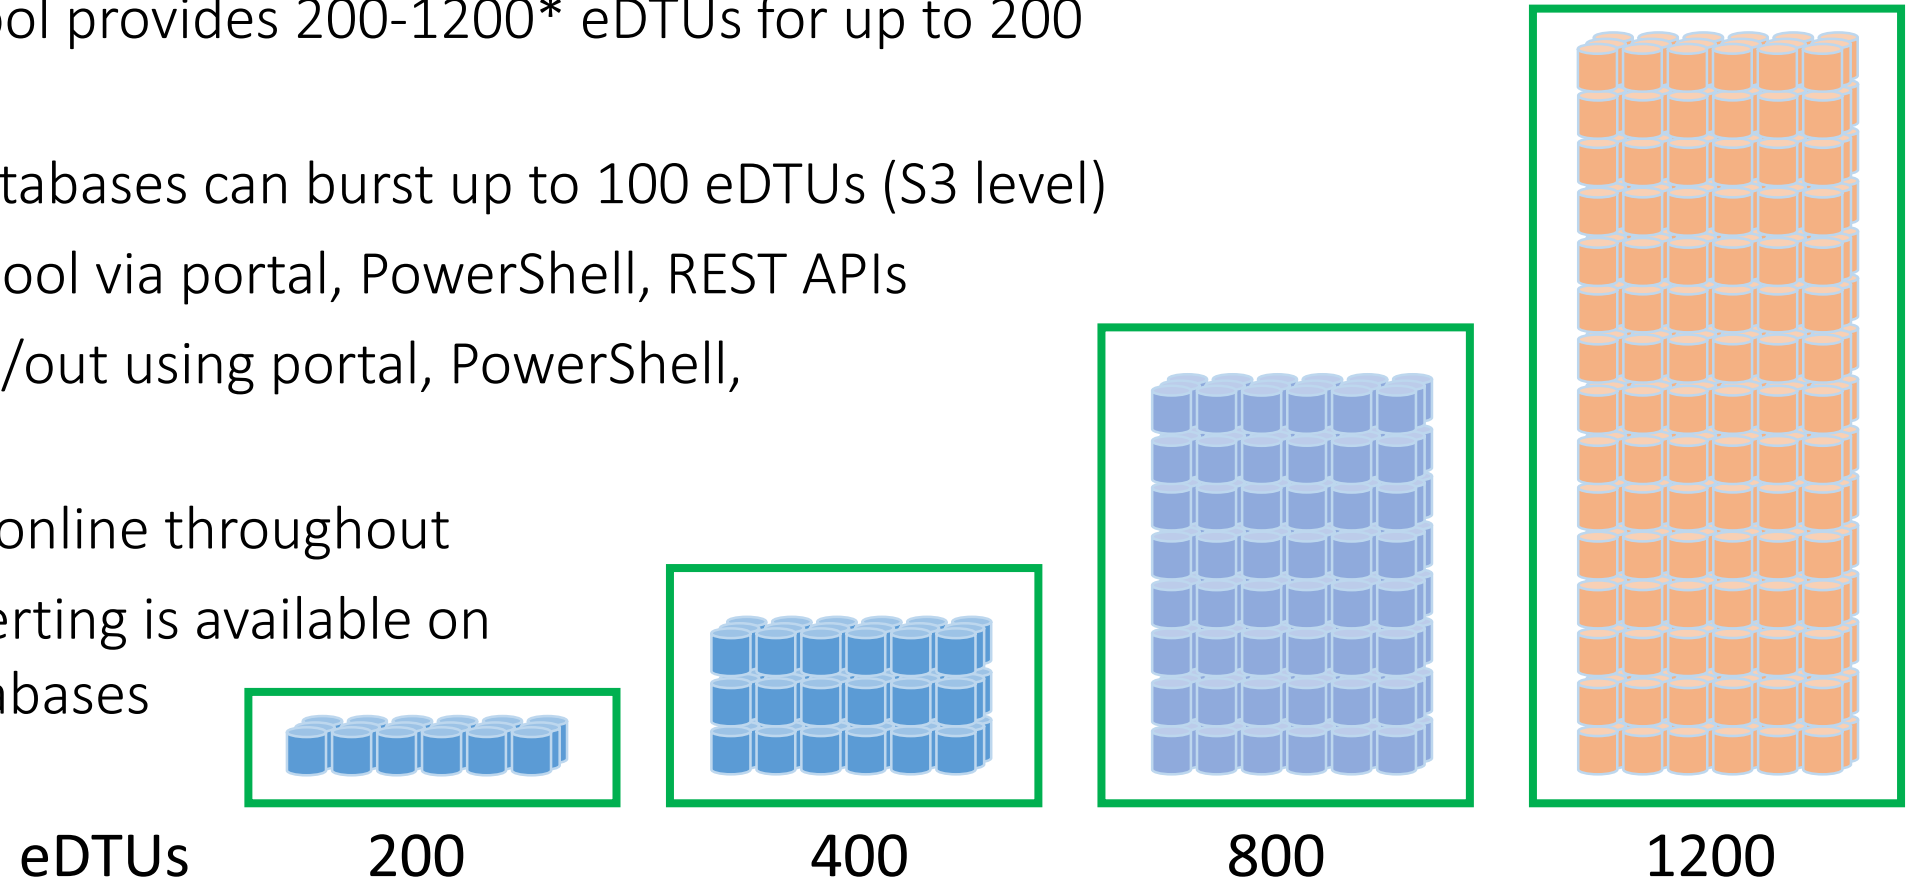 ool provides 200-1200* eDTUs for up to 200
tabases can burst up to 100 eDTUs (S3 level)
ool via portal, PowerShell, REST APIs
/out using portal, PowerShell,
online throughout
erting is available on
abases
eDTUs 200 400 800 1200